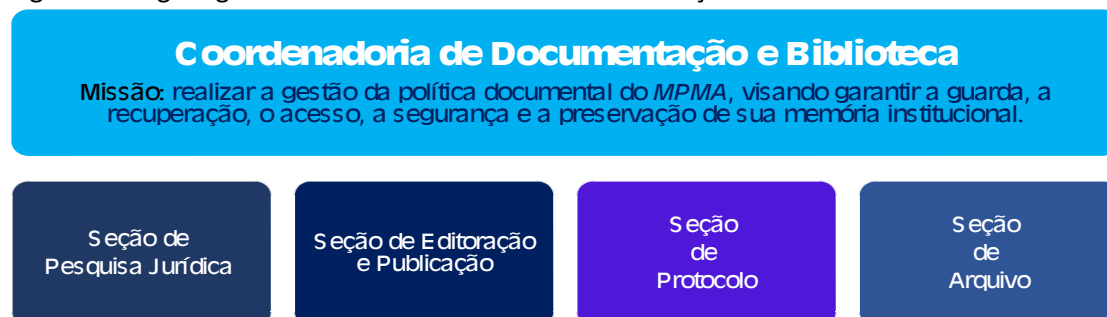 Coordenadoria de Documentação e Biblioteca
Missão: realizar a gestão da política documental do MPMA, visando garantir a guarda, a
recuperação, o acesso, a segurança e a preservação de sua memória institucional.
Seção de
Pesquisa Jurídica
Seção de Editoração
e Publicação
Seção
de
Protocolo
Seção
de
Arquivo